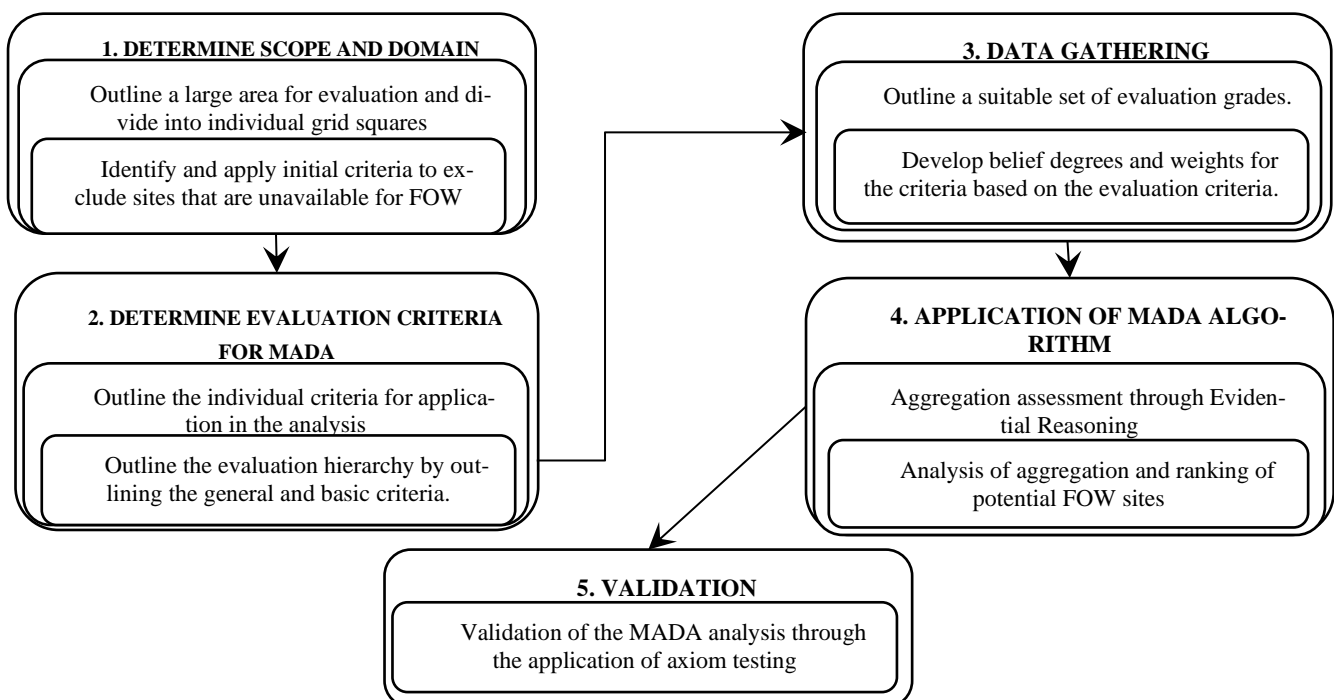 1. DETERMINE SCOPE AND DOMAIN
Outline a large area for evaluation and di-
vide into individual grid squares
Identify and apply initial criteria to ex-
clude sites that are unavailable for FOW
2. DETERMINE EVALUATION CRITERIA
FOR MADA
Outline the individual criteria for applica-
tion in the analysis
Outline the evaluation hierarchy by out-
lining the general and basic criteria.
3. DATA GATHERING
Outline a suitable set of evaluation grades.
Develop belief degrees and weights for
the criteria based on the evaluation criteria.
4. APPLICATION OF MADA ALGO-
RITHM
Aggregation assessment through Eviden-
tial Reasoning
Analysis of aggregation and ranking of
potential FOW sites
5. VALIDATION
Validation of the MADA analysis through
the application of axiom testing